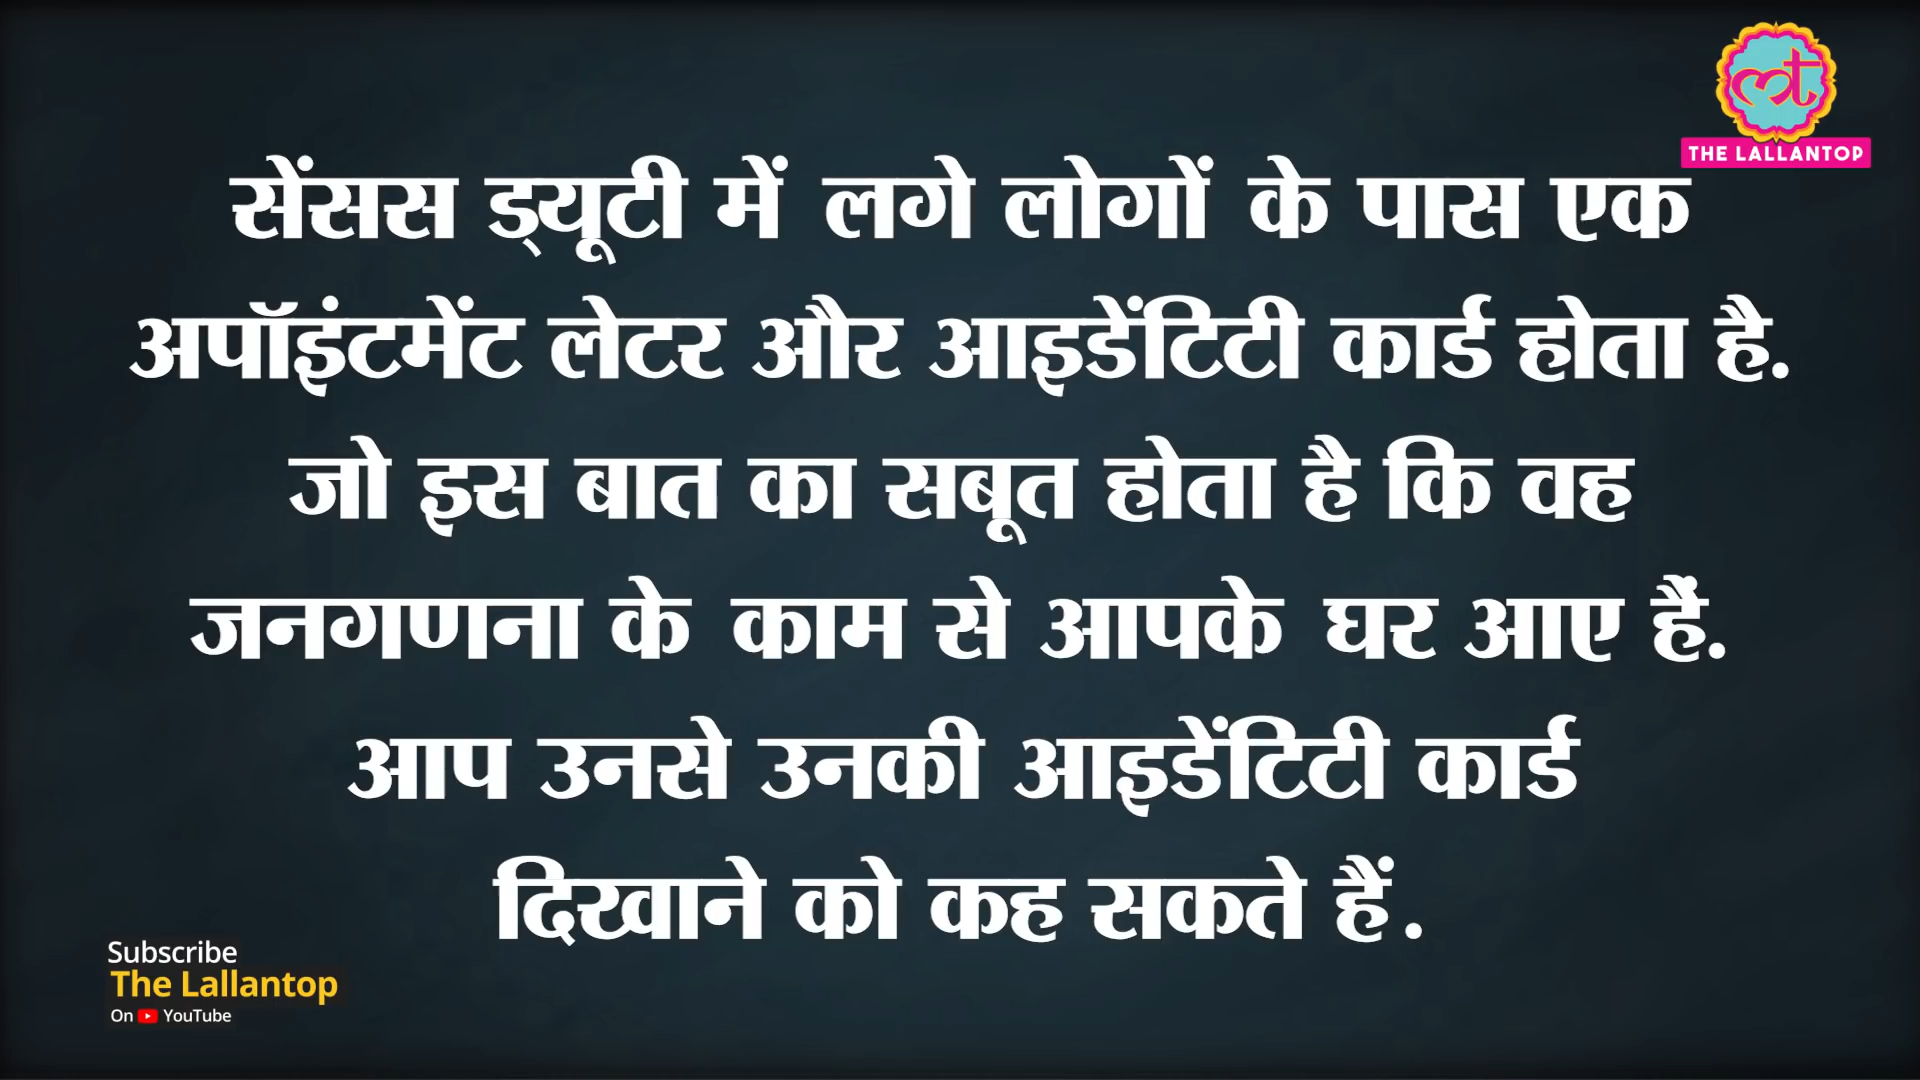 THE LALLANTOP
सेंसस ड्यूटी में लगे लोगों के पास एक
अपॉइंटमेंट लेटर और आइडेंटिटी कार्ड होता है.
जो इस बात का सबूत होता है कि वह
जनगणना के काम से आपके घर आए हैं.
आप उनसे उनकी आइडेंटिटी कार्ड
दिखाने को कह सकते हैं.
Subscribe
The Lallantop
On YouTube